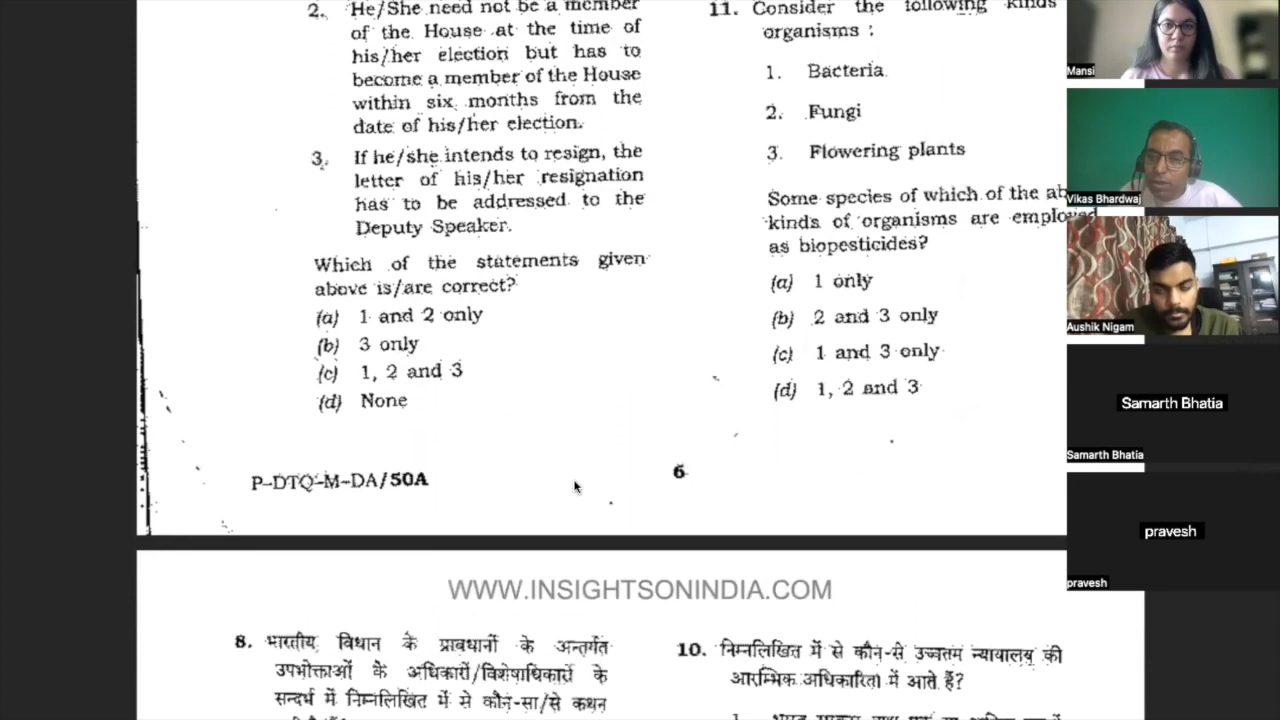 2. He/She need not be a member
of the House at the time of
his/her election but has to
become a member of the House
within six months from the
date of his/her election.
3. If he/she intends to resign, the
letter of his/her resignation
has to be addressed to the
Deputy Speaker.
Which of the statements given
above is/are correct?
(a) 1 and 2 only
(b) 3 only
(c) 1, 2 and 3
(d) None
P-DTQ-M-DA/50A
6
11. Consider the following kinds
organisms :
1. Bacteria
2. Fungi
3. Flowering plants
Some species of which of the ab
kinds of organisms are employed
as biopesticides?
(a) 1 only
(b) 2 and 3 only
(c) 1 and 3 only
(d) 1, 2 and 3
WWW.INSIGHTSONINDIA.COM
8. भारतीय विधान के प्रावधानों के अन्तर्गत
उपभोक्ताओं के अधिकारों/विशेषाधिकारों के
सन्दर्भ में निम्नलिखित में से कौन-सा/से कथन
10. निम्नलिखित में से कौन-से उच्चतम न्यायालय की
आरम्भिक अधिकारिता में आते हैं?
Mansi
Vikas Bhardwaj
Aushik Nigam
Samarth Bhatia
Samarth Bhatia
pravesh
pravesh